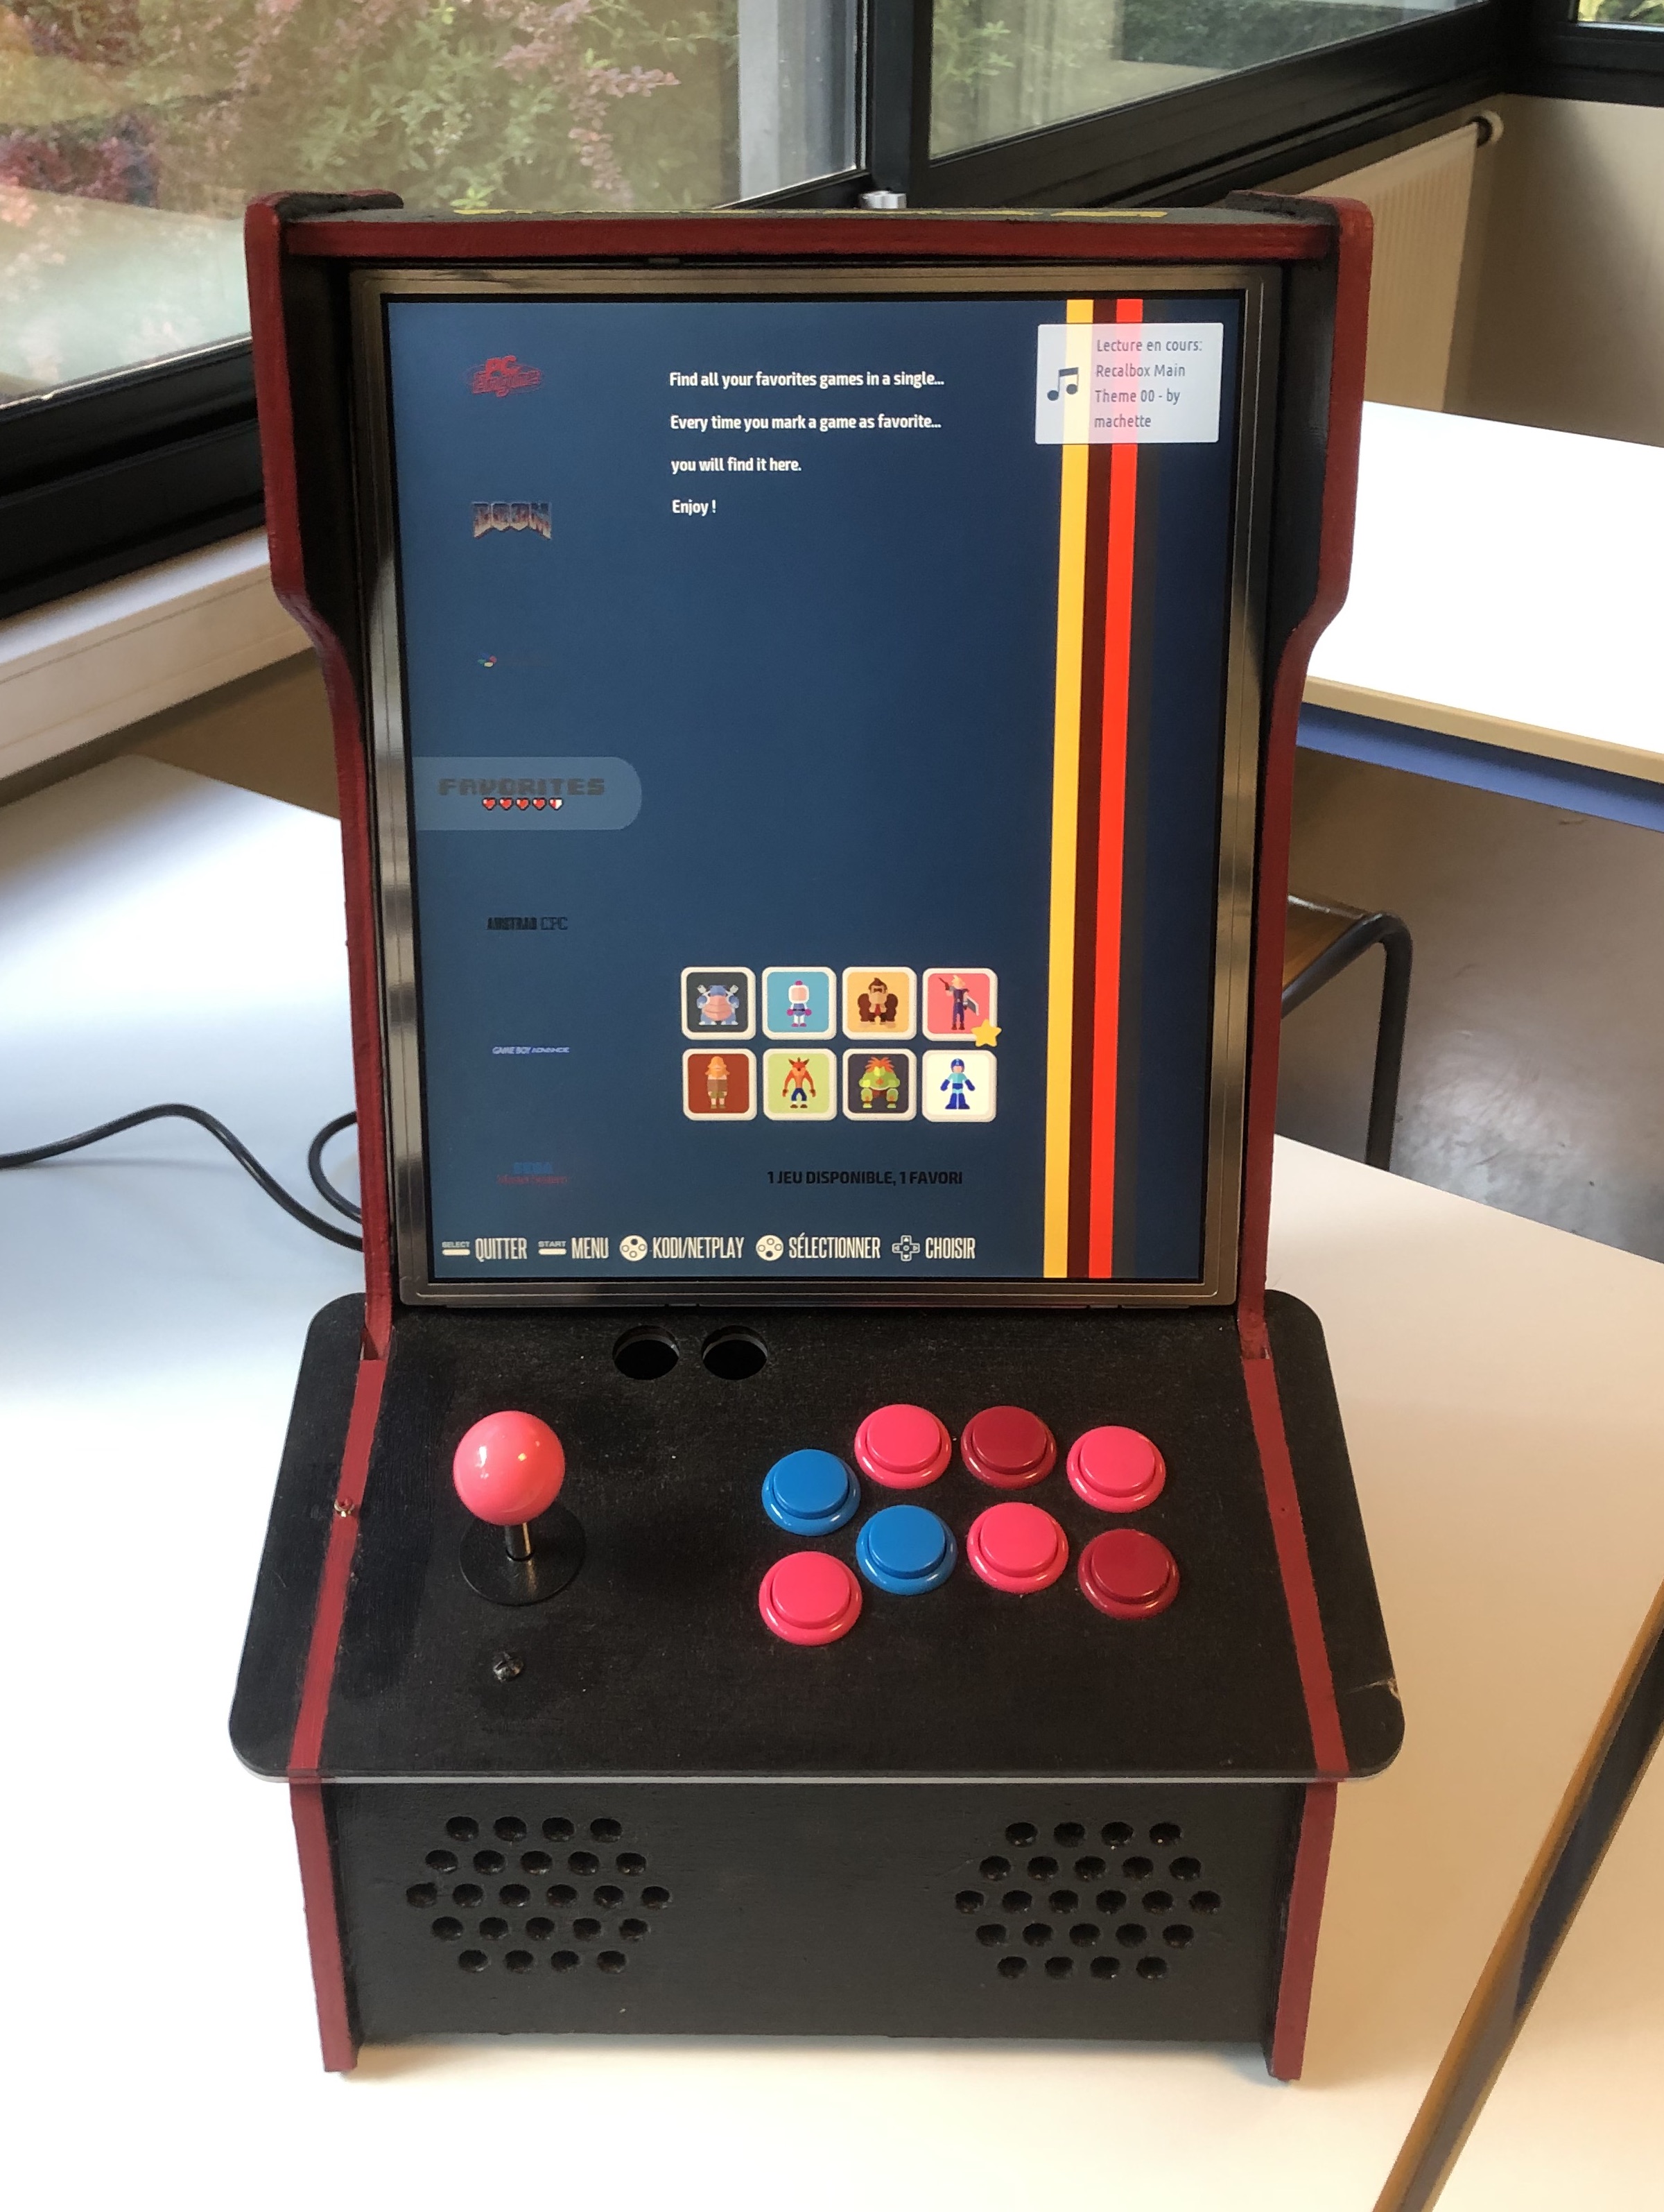 PC Engine
Find all your favorites games in a single...
Every time you mark a game as favorite...
you will find it here.
Enjoy !
Lecture en cours:
Recalbox Main
Theme 00 - by
machette
DOOM
FAVORITES
AMSTRAD CPC
GAME BOY ADVANCE
SEGA
1 JEU DISPONIBLE, 1 FAVORI
SELECT QUITTER START MENU KODI/NETPLAY SÉLECTIONNER CHOISIR